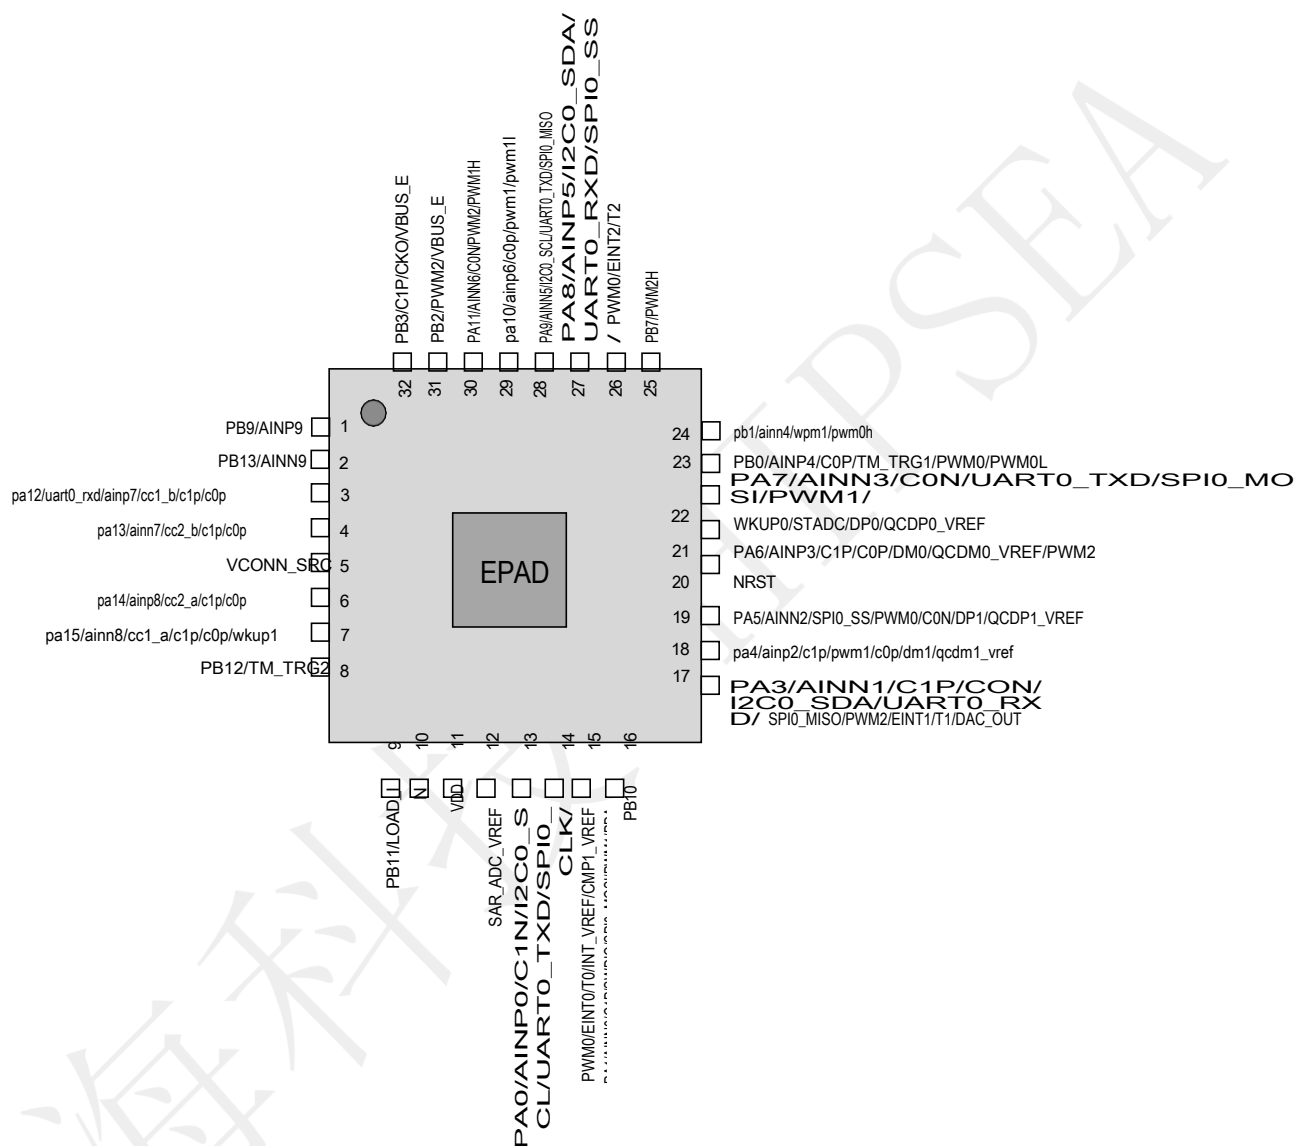 PB3/C1P/CKO/VBUS_E
PB2/PWM2/VBUS_E
PA11/AINN6/C0N/PWM2/PWM1H
pa10/ainp6/c0p/pwm1/pwm1l
PA9/AINN5/I2C0_SCL/UART0_TXD/SPI0_MISO
PA8/AINP5/I2C0_SDA/
UART0_RXD/SPI0_SS
/ PWM0/EINT2/T2
PB7/PWM2H
32
31
30
29
28
27
26
25
PB9/AINP9
1
PB13/AINN9
2
pa12/uart0_rxd/ainp7/cc1_b/c1p/c0p
3
pa13/ainn7/cc2_b/c1p/c0p
4
VCONN_SRC
5
pa14/ainp8/cc2_a/c1p/c0p
6
pa15/ainn8/cc1_a/c1p/c0p/wkup1
7
PB12/TM_TRG2
8
EPAD
24
pb1/ainn4/wpm1/pwm0h
23
PB0/AINP4/C0P/TM_TRG1/PWM0/PWM0L
PA7/AINN3/C0N/UART0_TXD/SPI0_MO
SI/PWM1/
22
WKUP0/STADC/DP0/QCDP0_VREF
21
PA6/AINP3/C1P/C0P/DM0/QCDM0_VREF/PWM2
20
NRST
19
PA5/AINN2/SPI0_SS/PWM0/C0N/DP1/QCDP1_VREF
18
pa4/ainp2/c1p/pwm1/c0p/dm1/qcdm1_vref
17
PA3/AINN1/C1P/CON/
I2C0_SDA/UART0_RX
D/ SPI0_MISO/PWM2/EINT1/T1/DAC_OUT
9
10
11
12
13
14
15
16
PB11/LOAD_I
N
VDD
SAR_ADC_VREF
PA0/AINP0/C1N/I2C0_S
CL/UART0_TXD/SPI0_
CLK/
PWM0/EINT0/T0/INT_VREF/CMP1_VREF
PB10
海科技 CHIPSEA